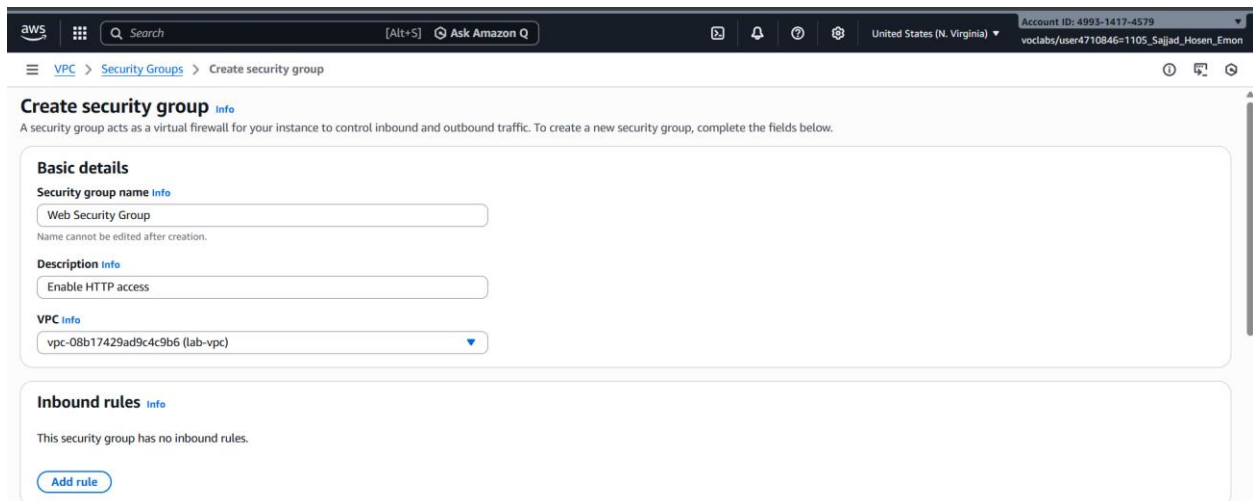 aws
Search [Alt+S] Ask Amazon Q United States (N. Virginia) ▼ Account ID: 4993-1417-4579
voclabs/user4710846=1105_Sajjad_Hosen_Emon
VPC > Security Groups > Create security group
Create security group Info
A security group acts as a virtual firewall for your instance to control inbound and outbound traffic. To create a new security group, complete the fields below.
Basic details
Security group name Info
Web Security Group
Name cannot be edited after creation.
Description Info
Enable HTTP access
VPC Info
vpc-08b17429ad9c4c9b6 (lab-vpc)
Inbound rules Info
This security group has no inbound rules.
Add rule